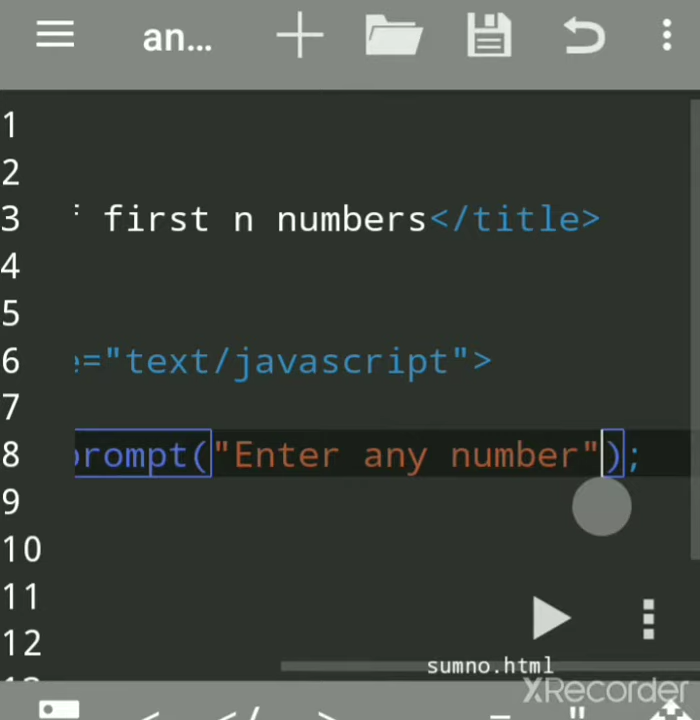 an...
1
2
3 first n numbers</title>
4
5
6 ="text/javascript">
7
8 prompt("Enter any number");
9
10
11
12
sumno.html
XRecorder
< </ > = "